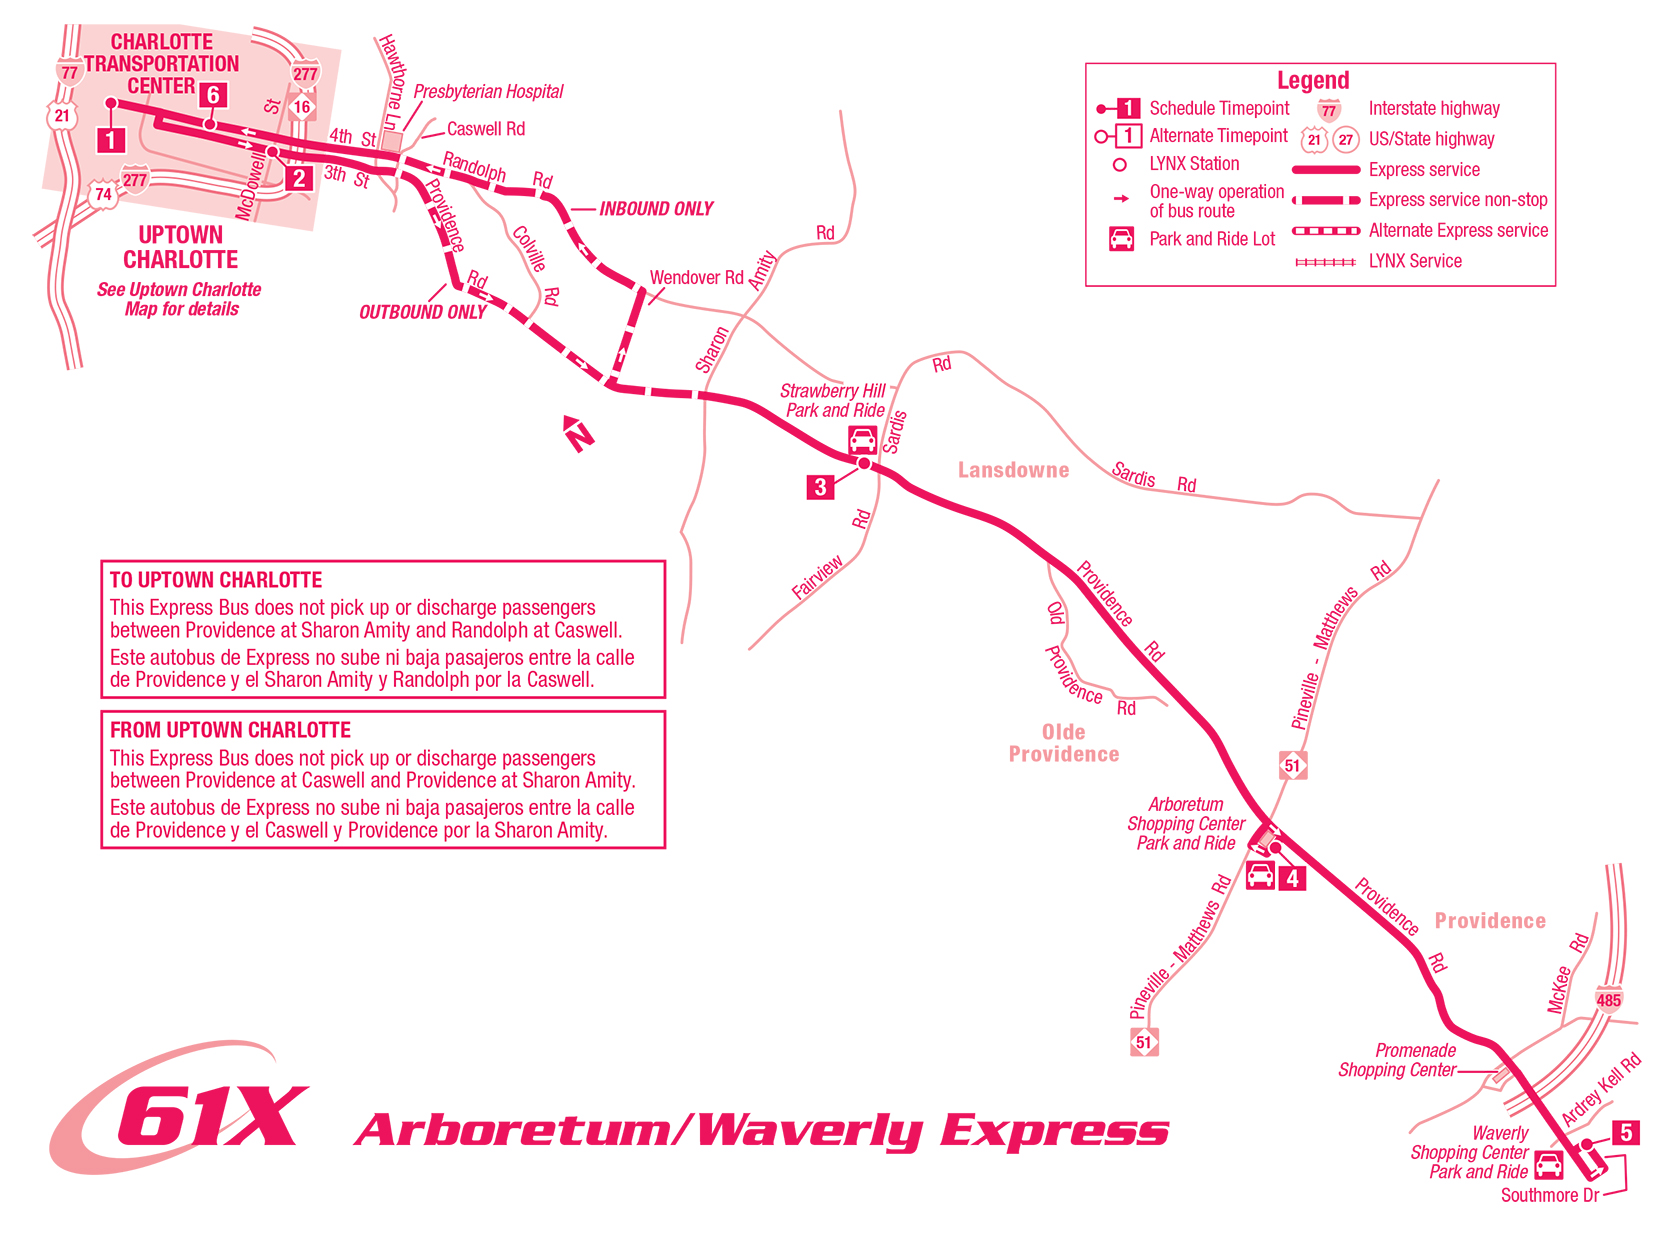 CHARLOTTE
TRANSPORTATION
CENTER
77
21
277
16
6
1
2
St
McDowell
74
277
4th St
3th St
Hawthorne Ln
Presbyterian Hospital
Caswell Rd
Randolph Rd
INBOUND ONLY
Providence Rd
OUTBOUND ONLY
Colville Rd
Wendover Rd
Sharon Amity Rd
UPTOWN
CHARLOTTE
See Uptown Charlotte
Map for details
N
Legend
1 Schedule Timepoint
1 Alternate Timepoint
LYNX Station
One-way operation
of bus route
Park and Ride Lot
77 Interstate highway
21 27 US/State highway
Express service
Express service non-stop
Alternate Express service
LYNX Service
Strawberry Hill
Park and Ride
3
Sardis Rd
Sardis Rd
Lansdowne
Fairview Rd
Providence Rd
Old Providence Rd
Olde
Providence
Pineville - Matthews Rd
51
Arboretum
Shopping Center
Park and Ride
4
Pineville - Matthews Rd
51
Providence Rd
Providence
McKee Rd
485
Promenade
Shopping Center
Ardrey Kell Rd
5
Waverly
Shopping Center
Park and Ride
Southmore Dr
TO UPTOWN CHARLOTTE
This Express Bus does not pick up or discharge passengers
between Providence at Sharon Amity and Randolph at Caswell.
Este autobus de Express no sube ni baja pasajeros entre la calle
de Providence y el Sharon Amity y Randolph por la Caswell.
FROM UPTOWN CHARLOTTE
This Express Bus does not pick up or discharge passengers
between Providence at Caswell and Providence at Sharon Amity.
Este autobus de Express no sube ni baja pasajeros entre la calle
de Providence y el Caswell y Providence por la Sharon Amity.
61X
Arboretum/Waverly Express